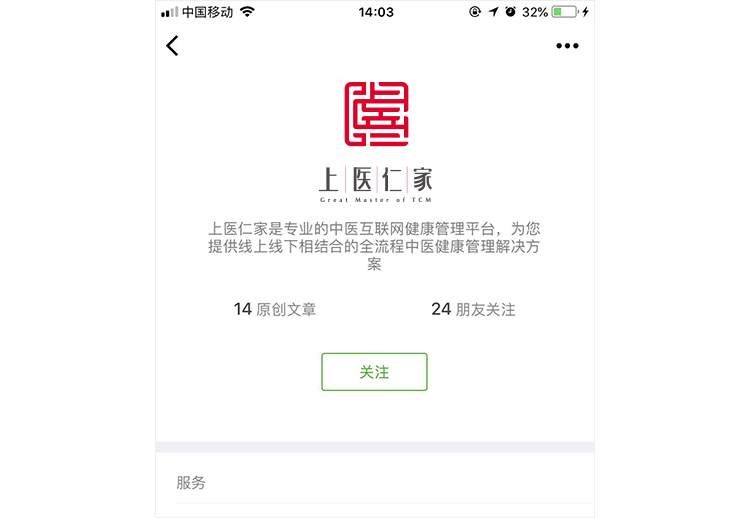 中国移动 14:03 32%
上医仁家
Great Master of TCM
上医仁家是专业的中医互联网健康管理平台，为您
提供线上线下相结合的全流程中医健康管理解决方
案
14 原创文章 24 朋友关注
关注
服务